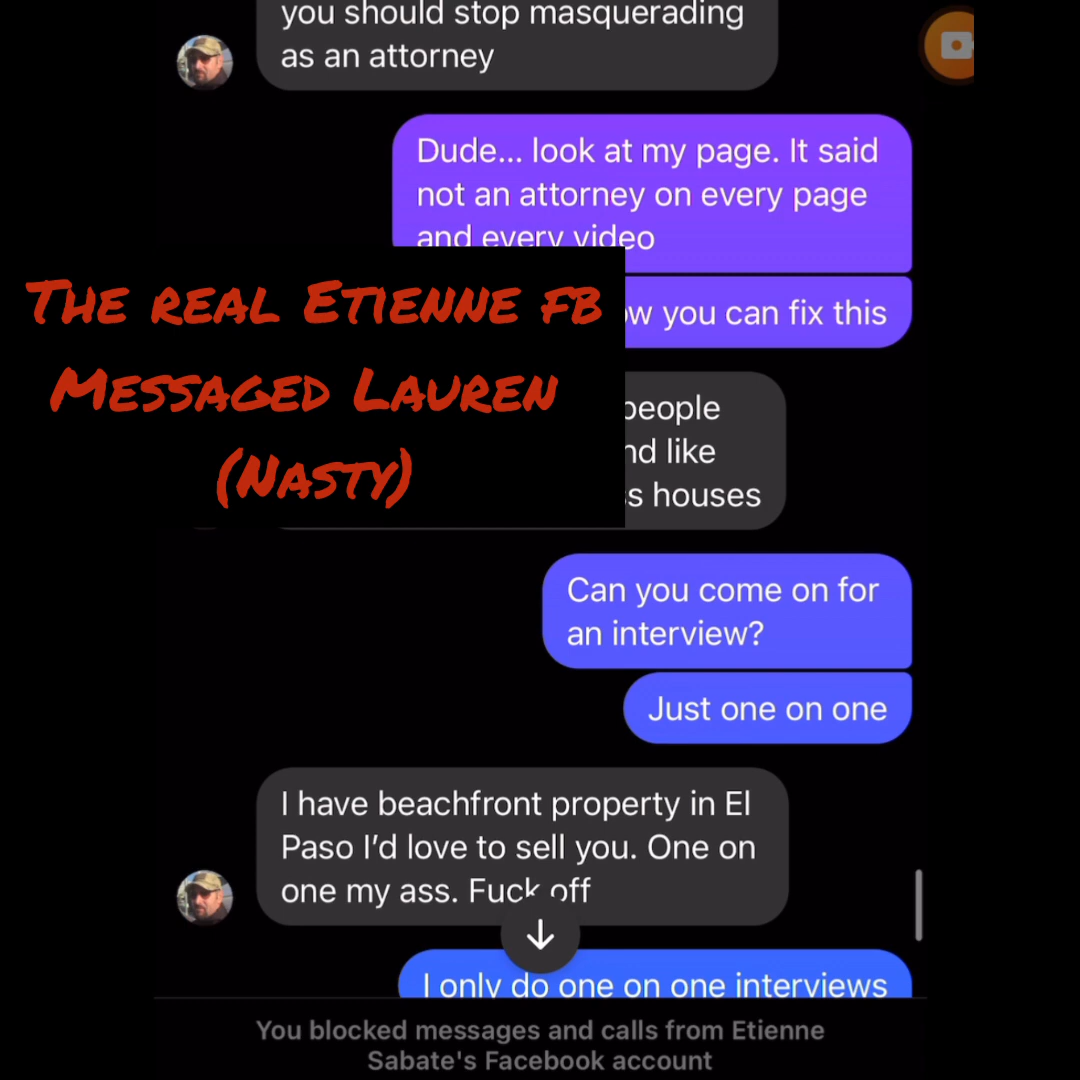 you should stop masquerading
as an attorney
Dude... look at my page. It said
not an attorney on every page
and every video
The real Etienne fb
Messaged Lauren
(Nasty)
you can fix this
people
like
houses
Can you come on for
an interview?
Just one on one
I have beachfront property in El
Paso I'd love to sell you. One on
one my ass. Fuck off
I only do one on one interviews
You blocked messages and calls from Etienne
Sabate's Facebook account